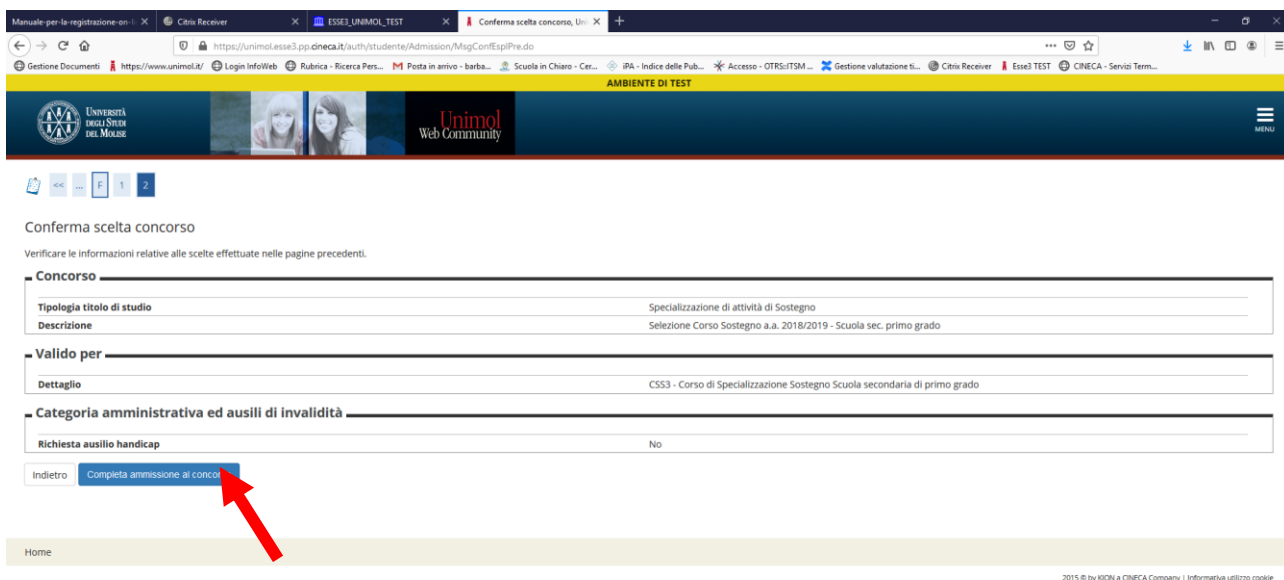 Manuale-per-la-registrazione-on-li
Citrix Receiver
ESSE3_UNIMOL_TEST
Conferma scelta concorso, Uni
https://unimol.esse3.pp.cineca.it/auth/studente/Admission/MsgConfEsplPre.do
Gestione Documenti https://www.unimol.it/ Login InfoWeb Rubrica - Ricerca Pers... Posta in arrivo - barba... Scuola in Chiaro - Cer... iPA - Indice delle Pub... Accesso - OTRS::ITSM ... Gestione valutazione ti... Citrix Receiver Esse3 TEST CINECA - Servizi Term...
AMBIENTE DI TEST
UNIVERSITÀ
DEGLI STUDI
DEL MOLISE
Unimol
Web Community
MENU
<< ... F 1 2
Conferma scelta concorso
Verificare le informazioni relative alle scelte effettuate nelle pagine precedenti.
Concorso
Tipologia titolo di studio Specializzazione di attività di Sostegno
Descrizione Selezione Corso Sostegno a.a. 2018/2019 - Scuola sec. primo grado
Valido per
Dettaglio CSS3 - Corso di Specializzazione Sostegno Scuola secondaria di primo grado
Categoria amministrativa ed ausili di invalidità
Richiesta ausilio handicap No
Indietro Completa ammissione al concor
Home
2015 © by KION a CINECA Company | Informativa utilizzo cookie